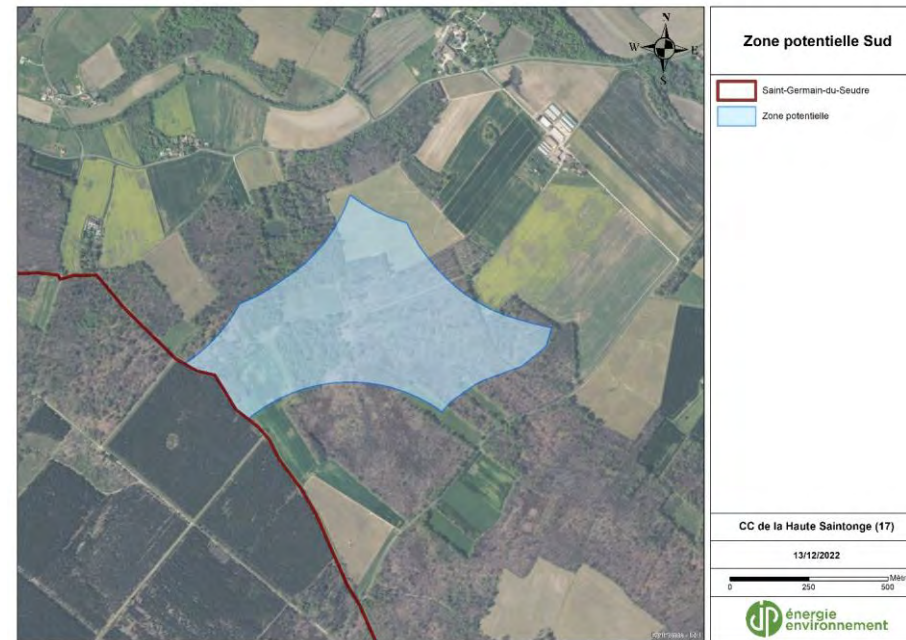 N
W E
S
Zone potentielle Sud
Saint-Germain-du-Seudre
Zone potentielle
CC de la Haute Saintonge (17)
13/12/2022
0 250 500
JP énergie
environnement